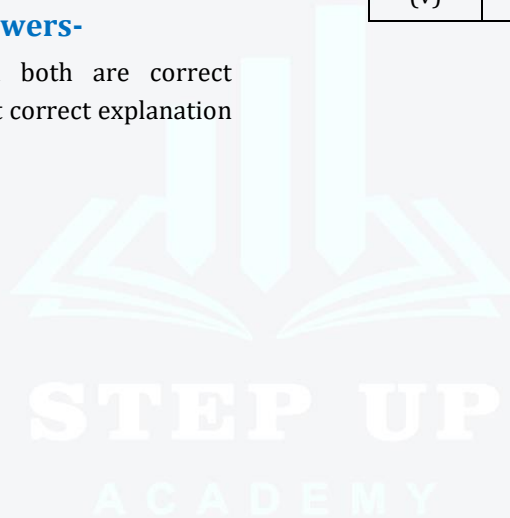 wers-
both are correct
t correct explanation
(v)
STEP UP
ACADEMY